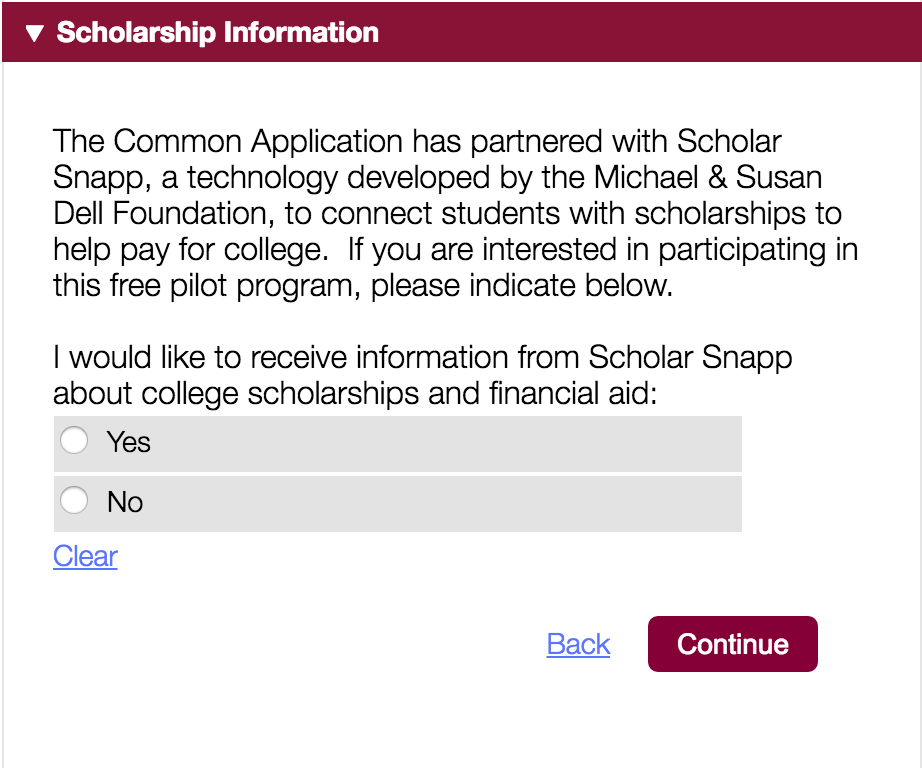 Scholarship Information
The Common Application has partnered with Scholar
Snapp, a technology developed by the Michael & Susan
Dell Foundation, to connect students with scholarships to
help pay for college.  If you are interested in participating in
this free pilot program, please indicate below.
I would like to receive information from Scholar Snapp
about college scholarships and financial aid:
Yes
No
Clear
Back Continue